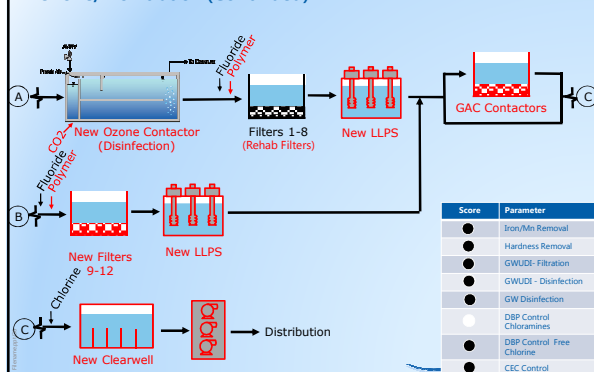 Fluoride
Polymer
A
CO2
New Ozone Contactor
(Disinfection)
Filters 1-8
(Rehab Filters)
New LLPS
GAC Contactors
C
Fluoride
Polymer
B
New Filters
9-12
New LLPS
Chlorine
C
New Clearwell
Distribution
Score Parameter
Iron/Mn Removal
Hardness Removal
GWUDI- Filtration
GWUDI - Disinfection
GW Disinfection
DBP Control
Chloramines
DBP Control Free
Chlorine
CEC Control